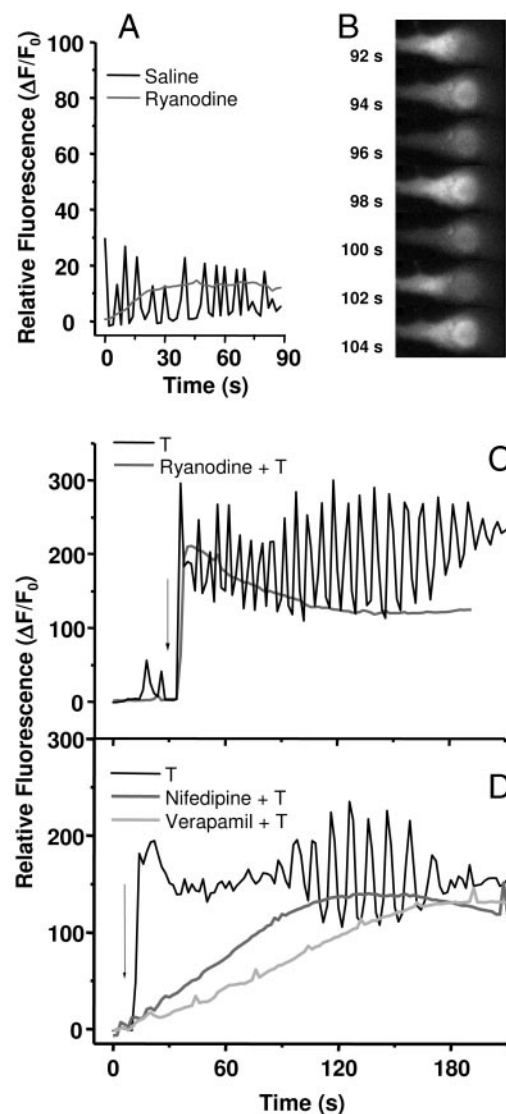 A
Relative Fluorescence (ΔF/F0)
100
80
60
40
20
0
Saline
Ryanodine
0 30 60 90
Time (s)
B
92 s
94 s
96 s
98 s
100 s
102 s
104 s
Relative Fluorescence (ΔF/F0)
C
T
Ryanodine + T
300
200
100
0
D
300
T
Nifedipine + T
Verapamil + T
200
100
0
0 60 120 180
Time (s)